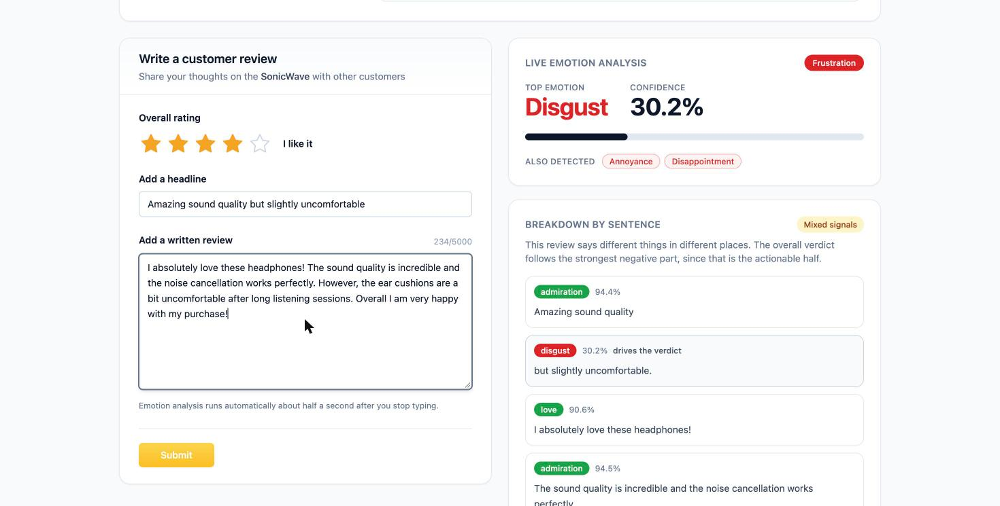 Write a customer review
Share your thoughts on the SonicWave with other customers
Overall rating
I like it
Add a headline
Amazing sound quality but slightly uncomfortable
Add a written review
234/5000
I absolutely love these headphones! The sound quality is incredible and
the noise cancellation works perfectly. However, the ear cushions are a
bit uncomfortable after long listening sessions. Overall I am very happy
with my purchase!
Emotion analysis runs automatically about half a second after you stop typing.
Submit
LIVE EMOTION ANALYSIS
Frustration
TOP EMOTION
Disgust
CONFIDENCE
30.2%
ALSO DETECTED
Annoyance
Disappointment
BREAKDOWN BY SENTENCE
Mixed signals
This review says different things in different places. The overall verdict
follows the strongest negative part, since that is the actionable half.
admiration 94.4%
Amazing sound quality
disgust 30.2% drives the verdict
but slightly uncomfortable.
love 90.6%
I absolutely love these headphones!
admiration 94.5%
The sound quality is incredible and the noise cancellation works
perfectly